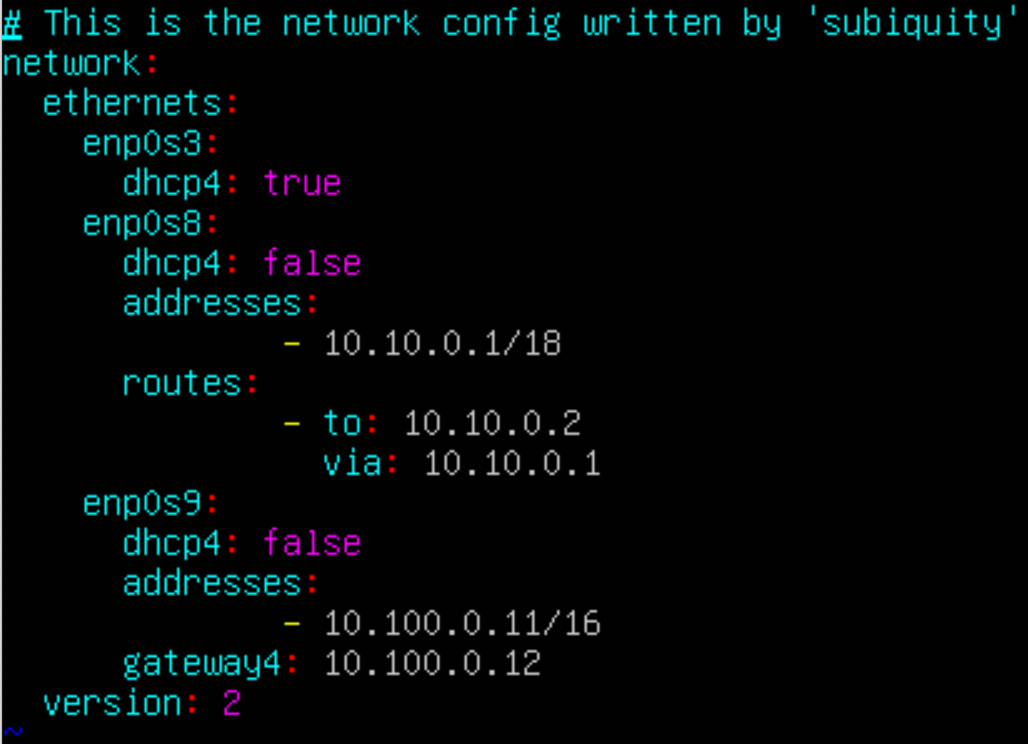 # This is the network config written by 'subiquity'
network:
  ethernets:
    enp0s3:
      dhcp4: true
    enp0s8:
      dhcp4: false
      addresses:
              - 10.10.0.1/18
      routes:
              - to: 10.10.0.2
                via: 10.10.0.1
    enp0s9:
      dhcp4: false
      addresses:
              - 10.100.0.11/16
      gateway4: 10.100.0.12
  version: 2
~